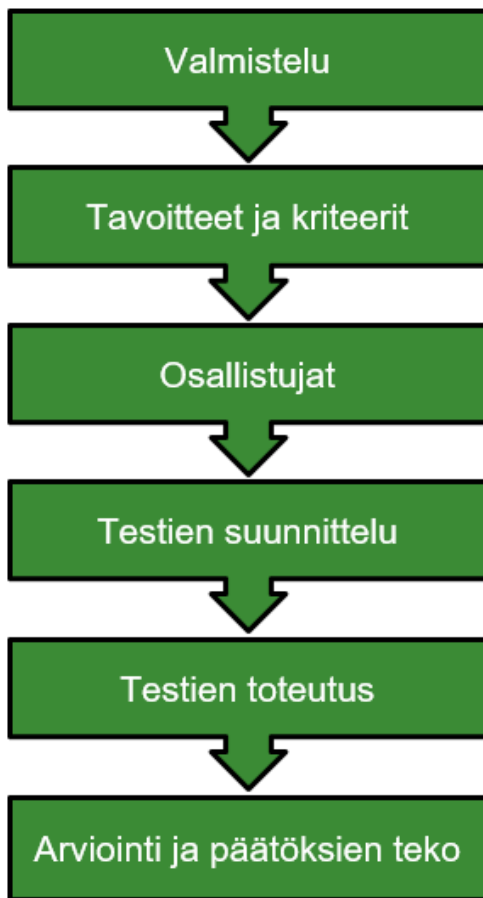 Valmistelu
Tavoitteet ja kriteerit
Osallistujat
Testien suunnittelu
Testien toteutus
Arviointi ja päätöksien teko